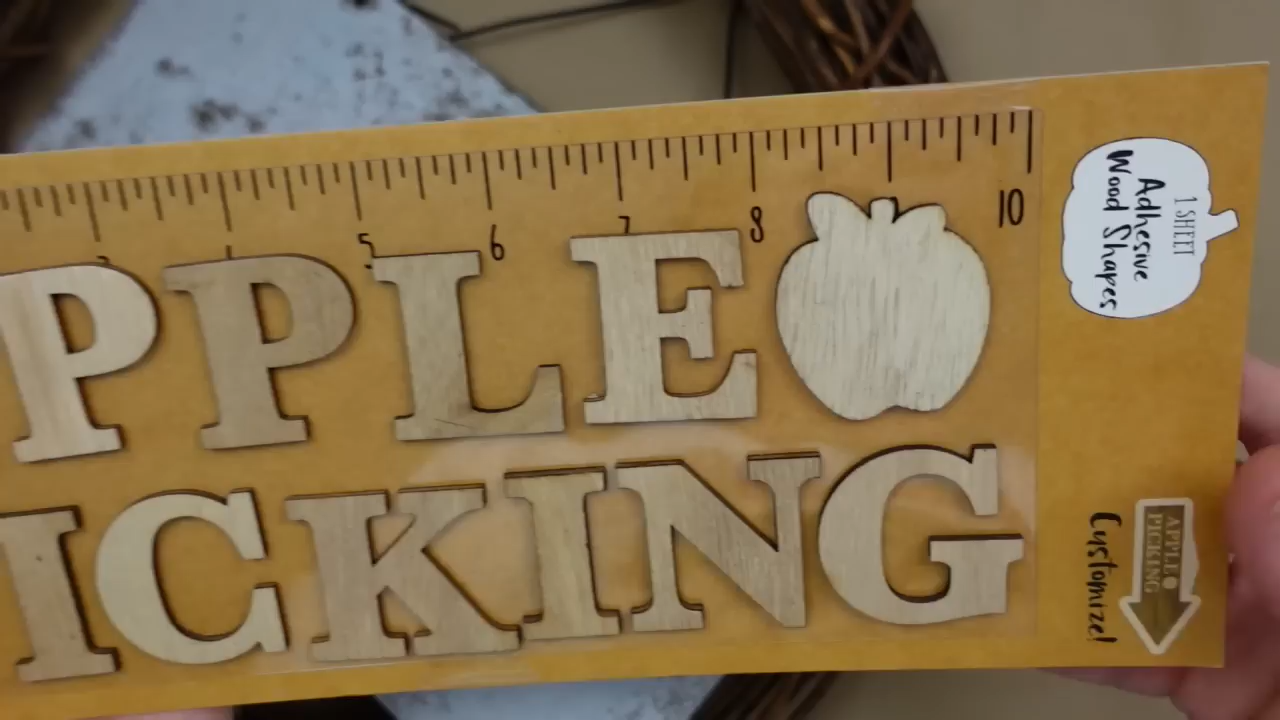 5 6 7 8 10
PPLE
ICKING
1 SHEET
Adhesive
Wood Shapes
APPLE
PICKING
Customize!